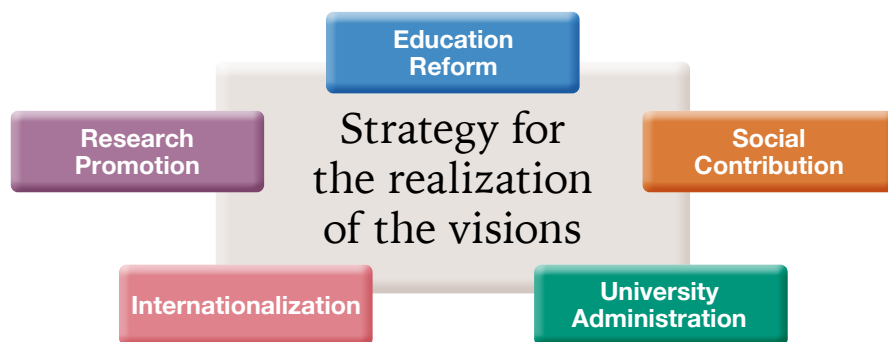 Education
Reform
Research
Promotion
Strategy for
the realization
of the visions
Social
Contribution
Internationalization
University
Administration